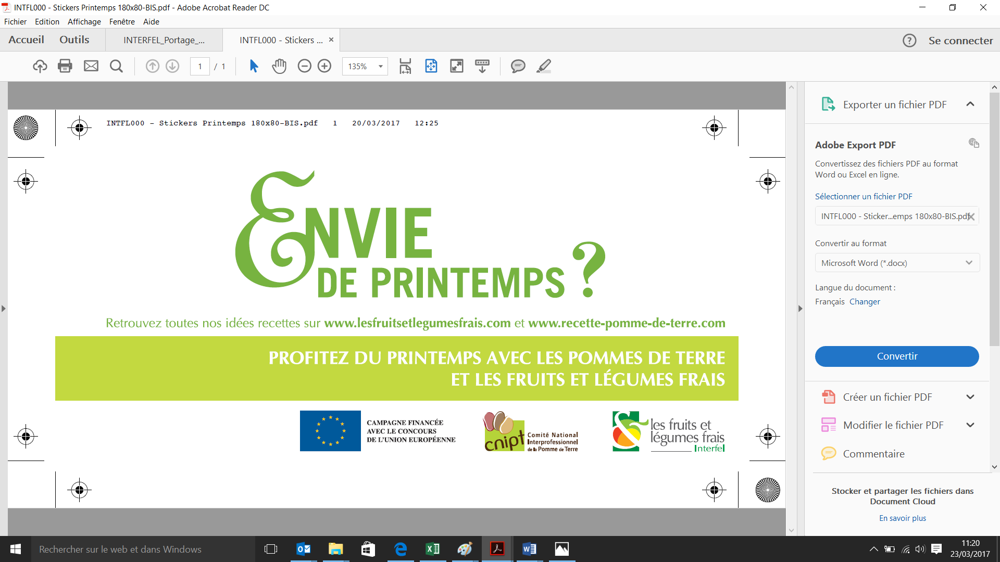 INTFL000 - Stickers Printemps 180x80-BIS.pdf - Adobe Acrobat Reader DC
Fichier Edition Affichage Fenêtre Aide
Accueil Outils INTERFEL_Portage_... INTFL000 - Stickers ... × ? Se connecter
1 / 1 135%
INTFL000 - Stickers Printemps 180x80-BIS.pdf 1 20/03/2017 12:25
ENVIE
DE PRINTEMPS ?
Retrouvez toutes nos idées recettes sur www.lesfruitsetlegumesfrais.com et www.recette-pomme-de-terre.com
PROFITEZ DU PRINTEMPS AVEC LES POMMES DE TERRE
ET LES FRUITS ET LÉGUMES FRAIS
CAMPAGNE FINANCÉE
AVEC LE CONCOURS
DE L'UNION EUROPÉENNE
cnipt
Comité National
Interprofessionnel
de la Pomme de Terre
les fruits et
légumes frais
Interfel
Exporter un fichier PDF
Adobe Export PDF
Convertissez des fichiers PDF au format
Word ou Excel en ligne.
Sélectionner un fichier PDF
INTFL000 - Sticker...emps 180x80-BIS.pdf
Convertir au format
Microsoft Word (*.docx)
Langue du document :
Français Changer
Convertir
Créer un fichier PDF
Modifier le fichier PDF
Commentaire
Stocker et partager les fichiers dans
Document Cloud
En savoir plus
Rechercher sur le web et dans Windows
11:20
23/03/2017